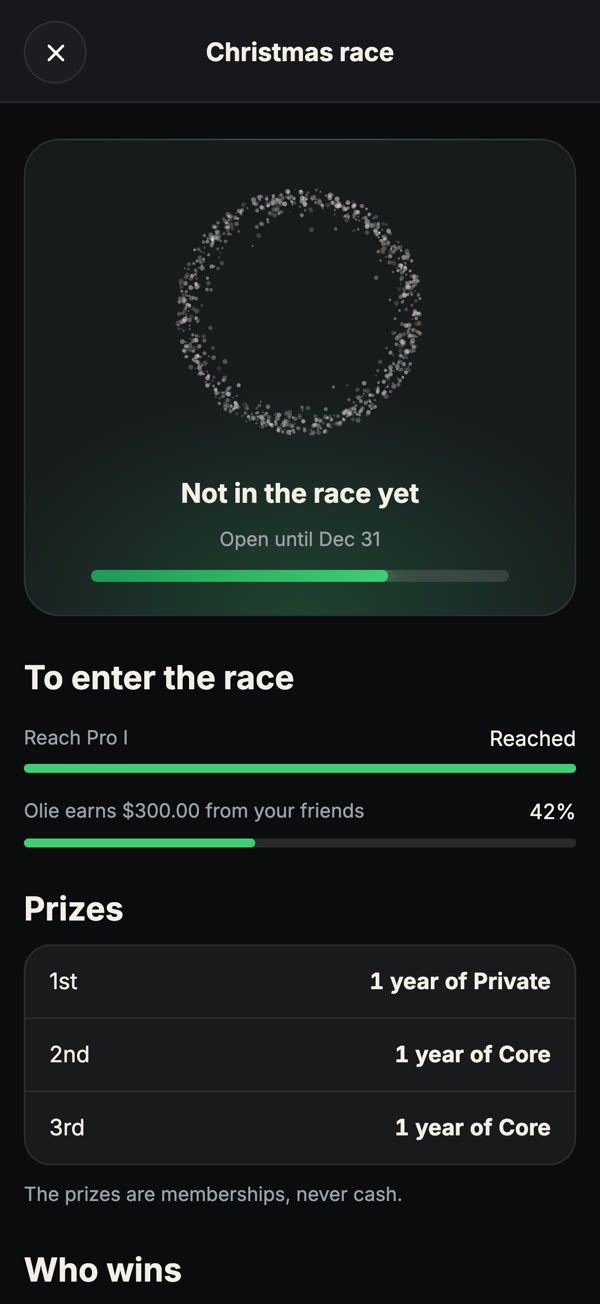 Christmas race
Not in the race yet
Open until Dec 31
To enter the race
Reach Pro I
Reached
Olie earns $300.00 from your friends
42%
Prizes
1st
1 year of Private
2nd
1 year of Core
3rd
1 year of Core
The prizes are memberships, never cash.
Who wins